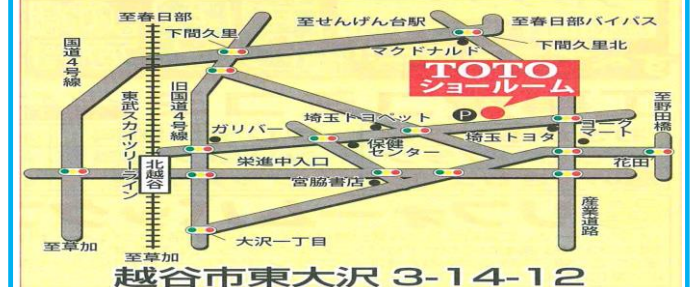 至春日部
至せんげん台駅
至春日部バイパス
下間久里
下間久里北
マクドナルド
国道4号線
TOTO
ショールーム
東武スカイツリーライン
旧国道4号線
至野田橋
埼玉トヨペット
P
ガリバー
埼玉トヨタ
ヨークマート
保健
センター
北越谷
栄進中入口
花田
宮脇書店
産業道路
大沢一丁目
至草加
至草加
越谷市東大沢 3-14-12